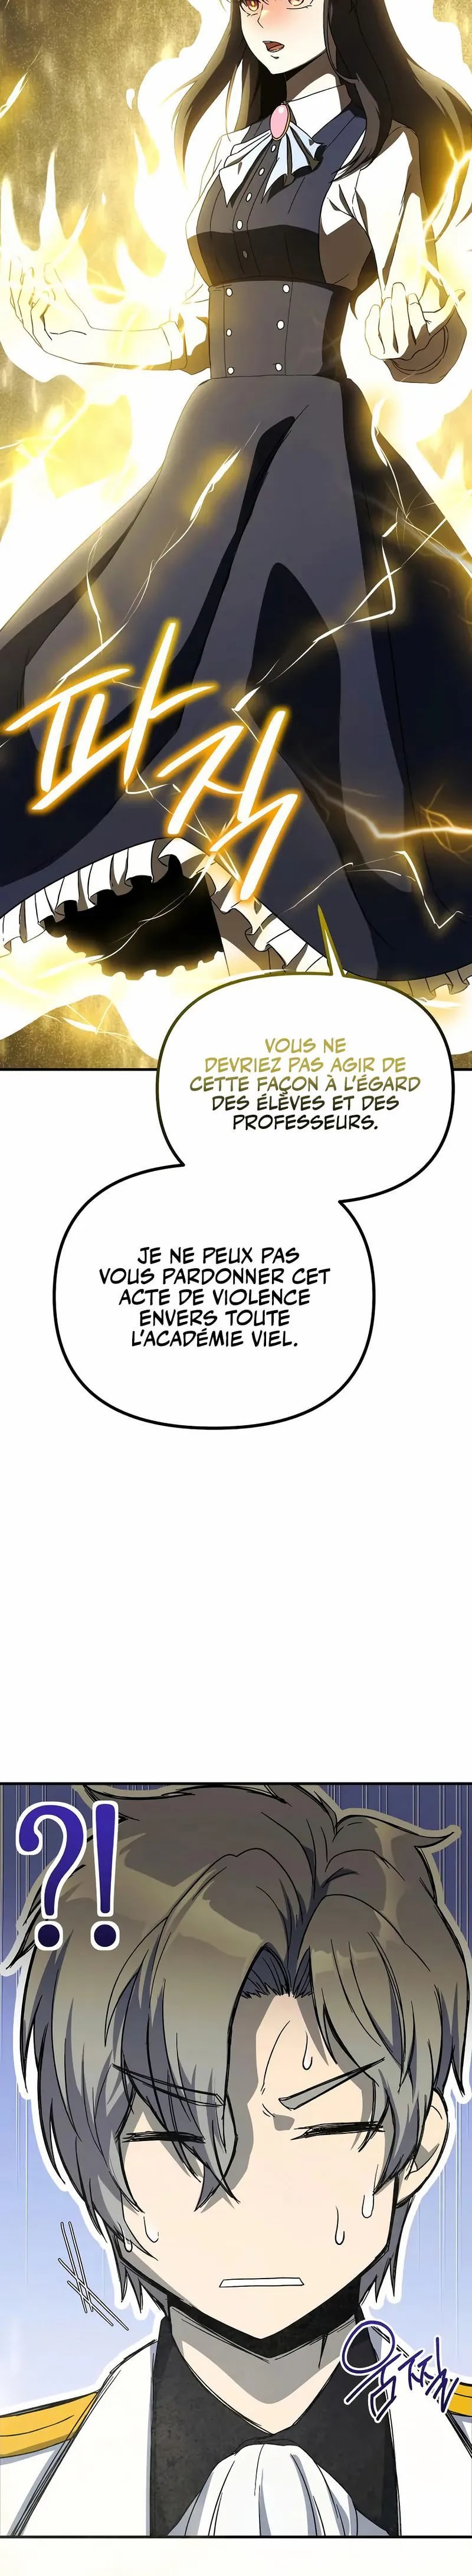 파직
VOUS NE
DEVRIEZ PAS AGIR DE
CETTE FAÇON À L'ÉGARD
DES ÉLÈVES ET DES
PROFESSEURS.
JE NE PEUX PAS
VOUS PARDONNER CET
ACTE DE VIOLENCE
ENVERS TOUTE
L'ACADÉMIE VIEL.
?!
움찔